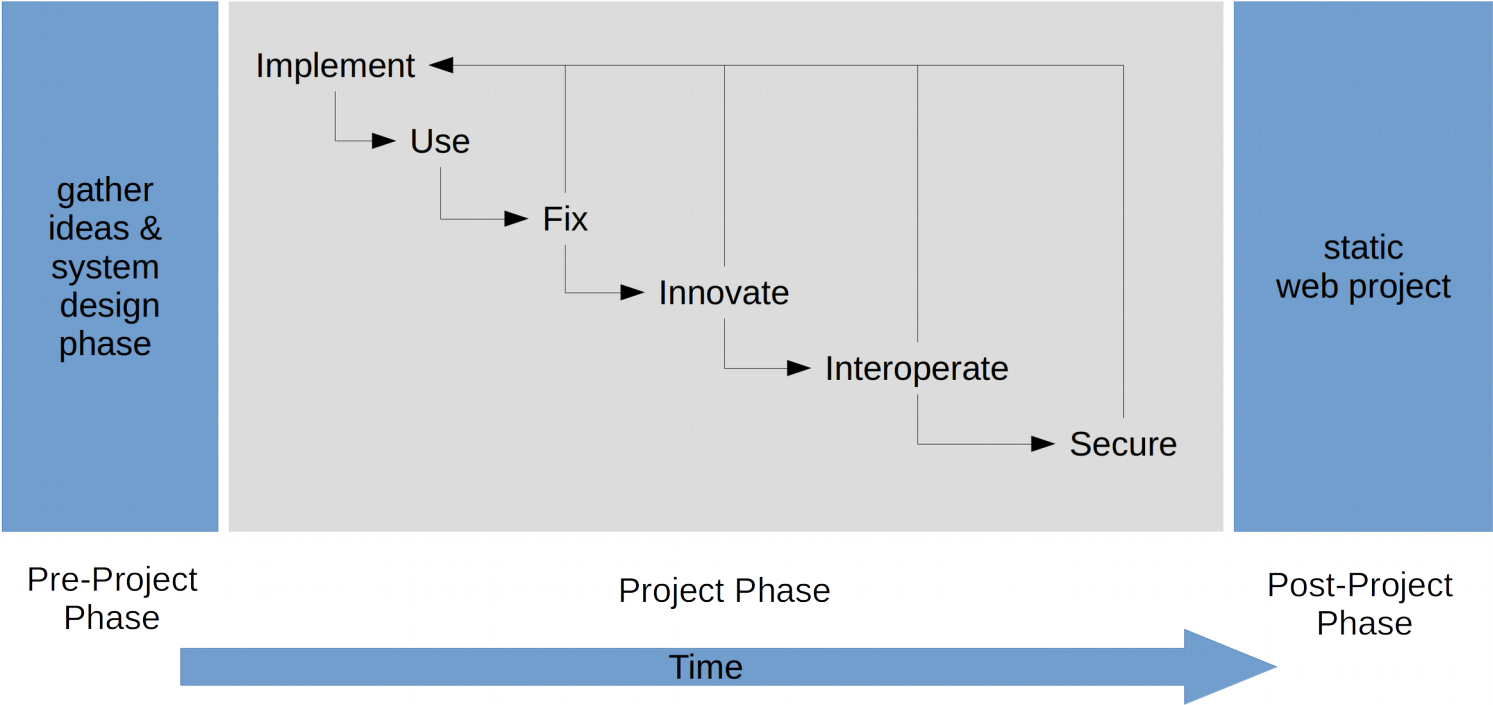 gather
ideas &
system
design
phase
Implement
Use
Fix
Innovate
Interoperate
Secure
static
web project
Pre-Project
Phase
Project Phase
Post-Project
Phase
Time